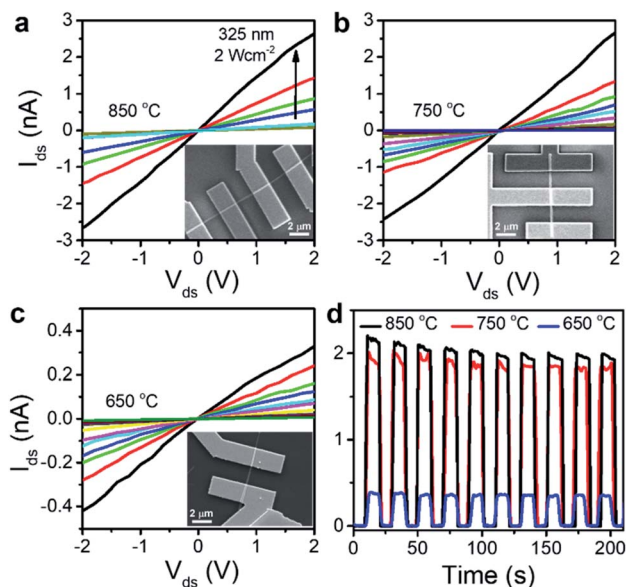 a
325 nm
2 Wcm⁻²
850 °C
3
2
1
0
-1
-2
-3
I_ds (nA)
2 μm
-2 -1 0 1 2
V_ds (V)
b
750 °C
3
2
1
0
-1
-2
-3
2 μm
-2 -1 0 1 2
V_ds (V)
c
650 °C
0.4
0.2
0.0
-0.2
-0.4
I_ds (nA)
2 μm
-2 -1 0 1 2
V_ds (V)
d
850 °C 750 °C 650 °C
2
1
0
0 50 100 150 200
Time (s)